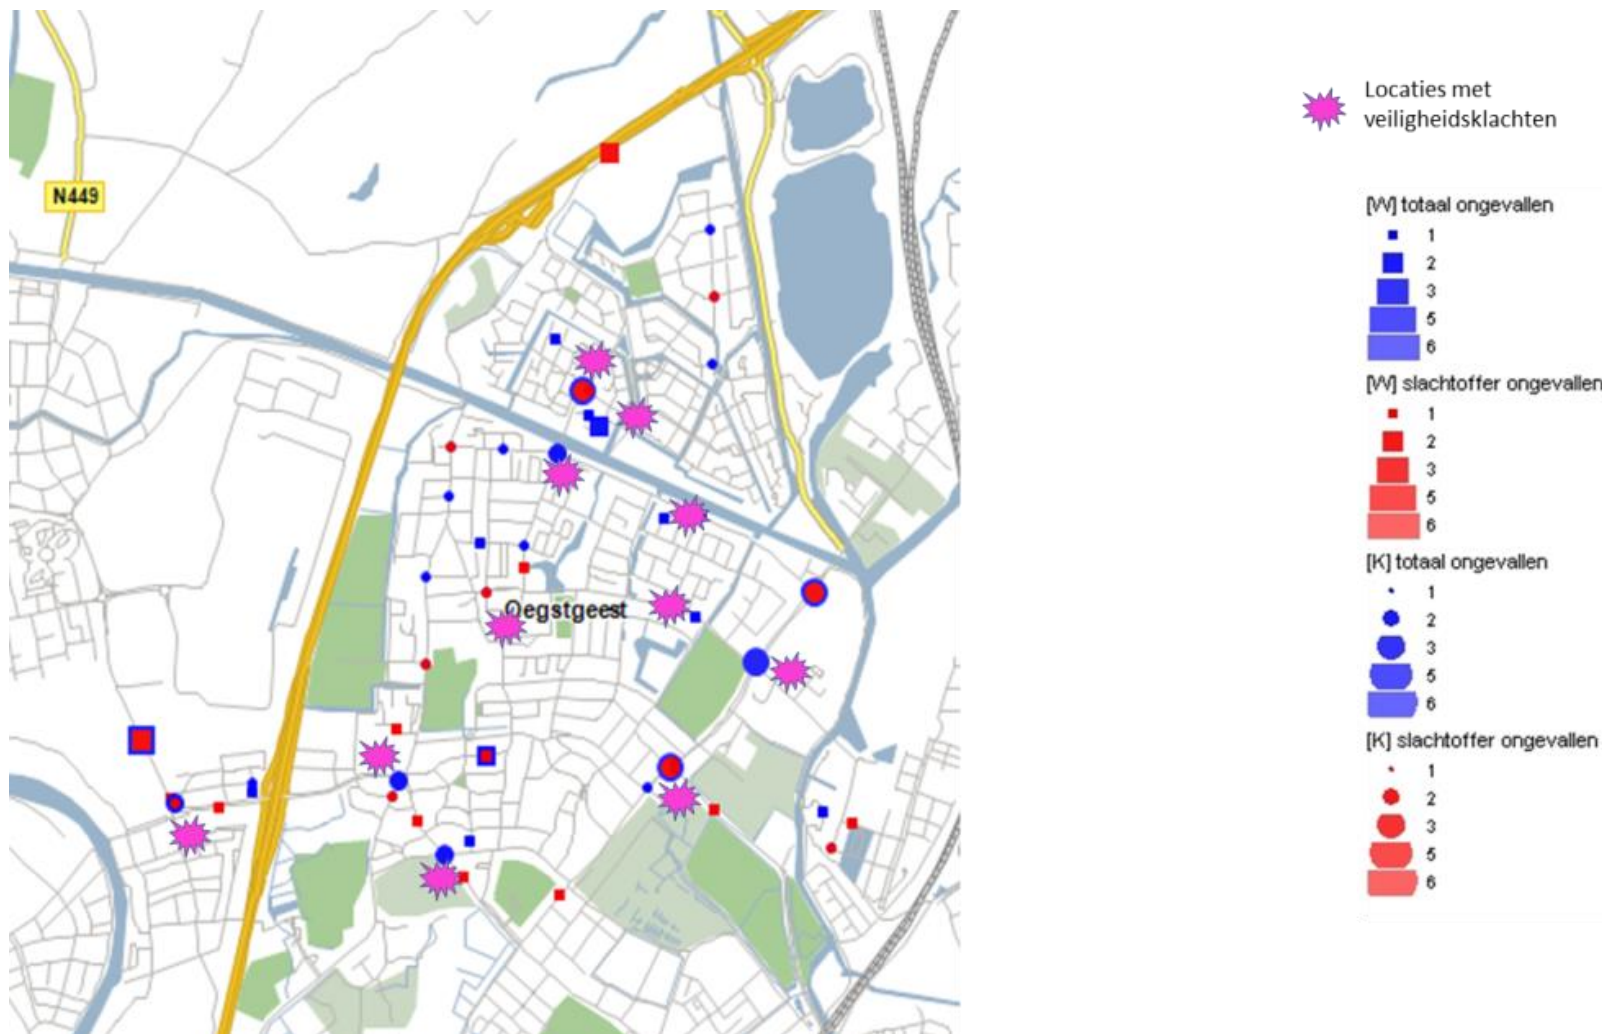 Locaties met
veiligheidsklachten
N449
[W] totaal ongevallen
1
2
3
5
6
[W] slachtoffer ongevallen
1
2
3
5
6
[K] totaal ongevallen
1
2
3
5
6
Oegstgeest
[K] slachtoffer ongevallen
1
2
3
5
6